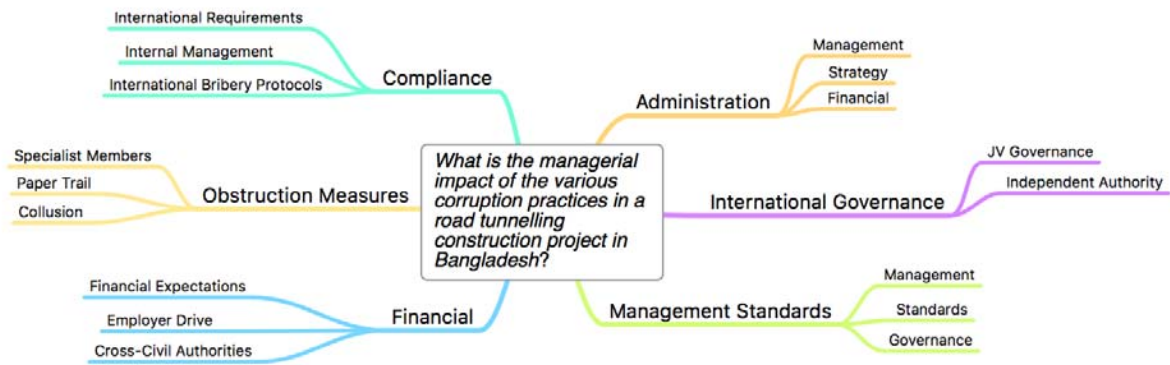 International Requirements
Internal Management
International Bribery Protocols
Compliance
Specialist Members
Paper Trail
Collusion
Obstruction Measures
Financial Expectations
Employer Drive
Cross-Civil Authorities
Financial
What is the managerial
impact of the various
corruption practices in a
road tunnelling
construction project in
Bangladesh?
Administration
Management
Strategy
Financial
International Governance
JV Governance
Independent Authority
Management Standards
Management
Standards
Governance